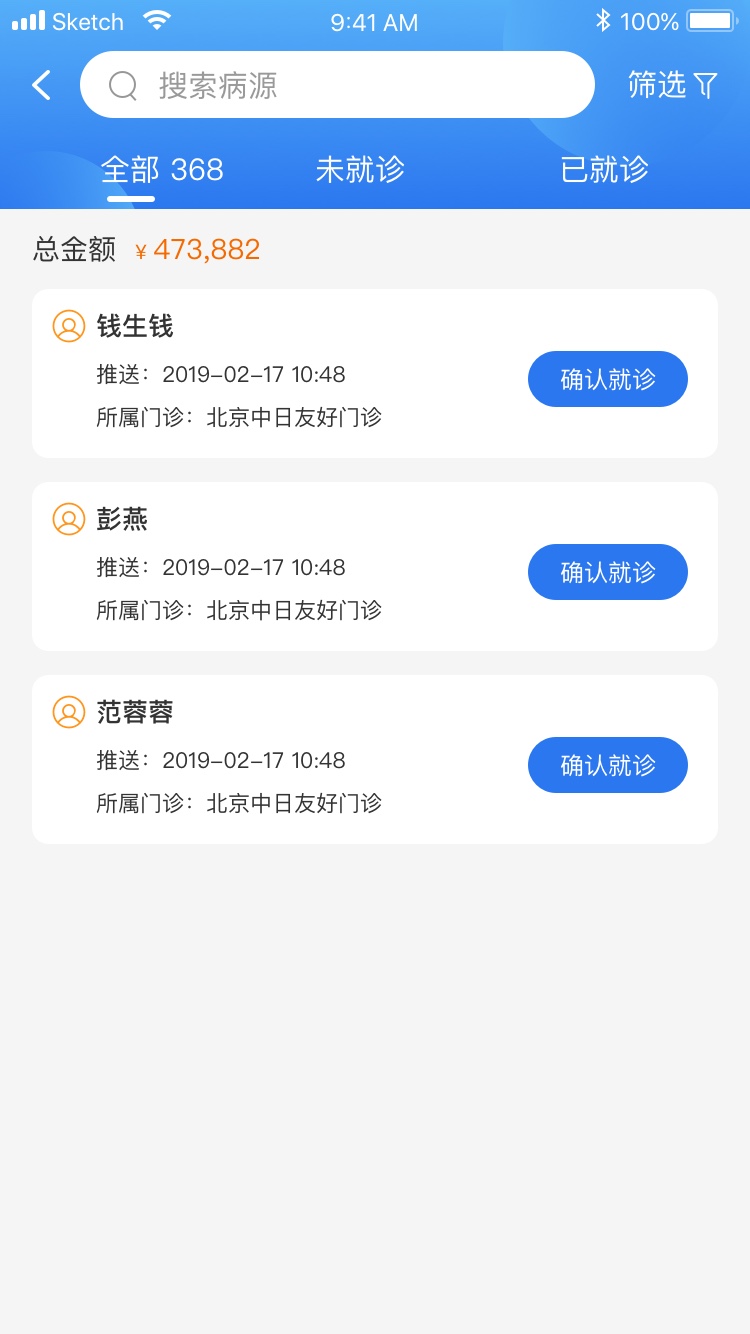 Sketch 9:41 AM 100%
搜索病源 筛选
全部 368 未就诊 已就诊
总金额 ¥ 473,882
钱生钱
推送：2019-02-17 10:48
确认就诊
所属门诊：北京中日友好门诊
彭燕
推送：2019-02-17 10:48
确认就诊
所属门诊：北京中日友好门诊
范蓉蓉
推送：2019-02-17 10:48
确认就诊
所属门诊：北京中日友好门诊